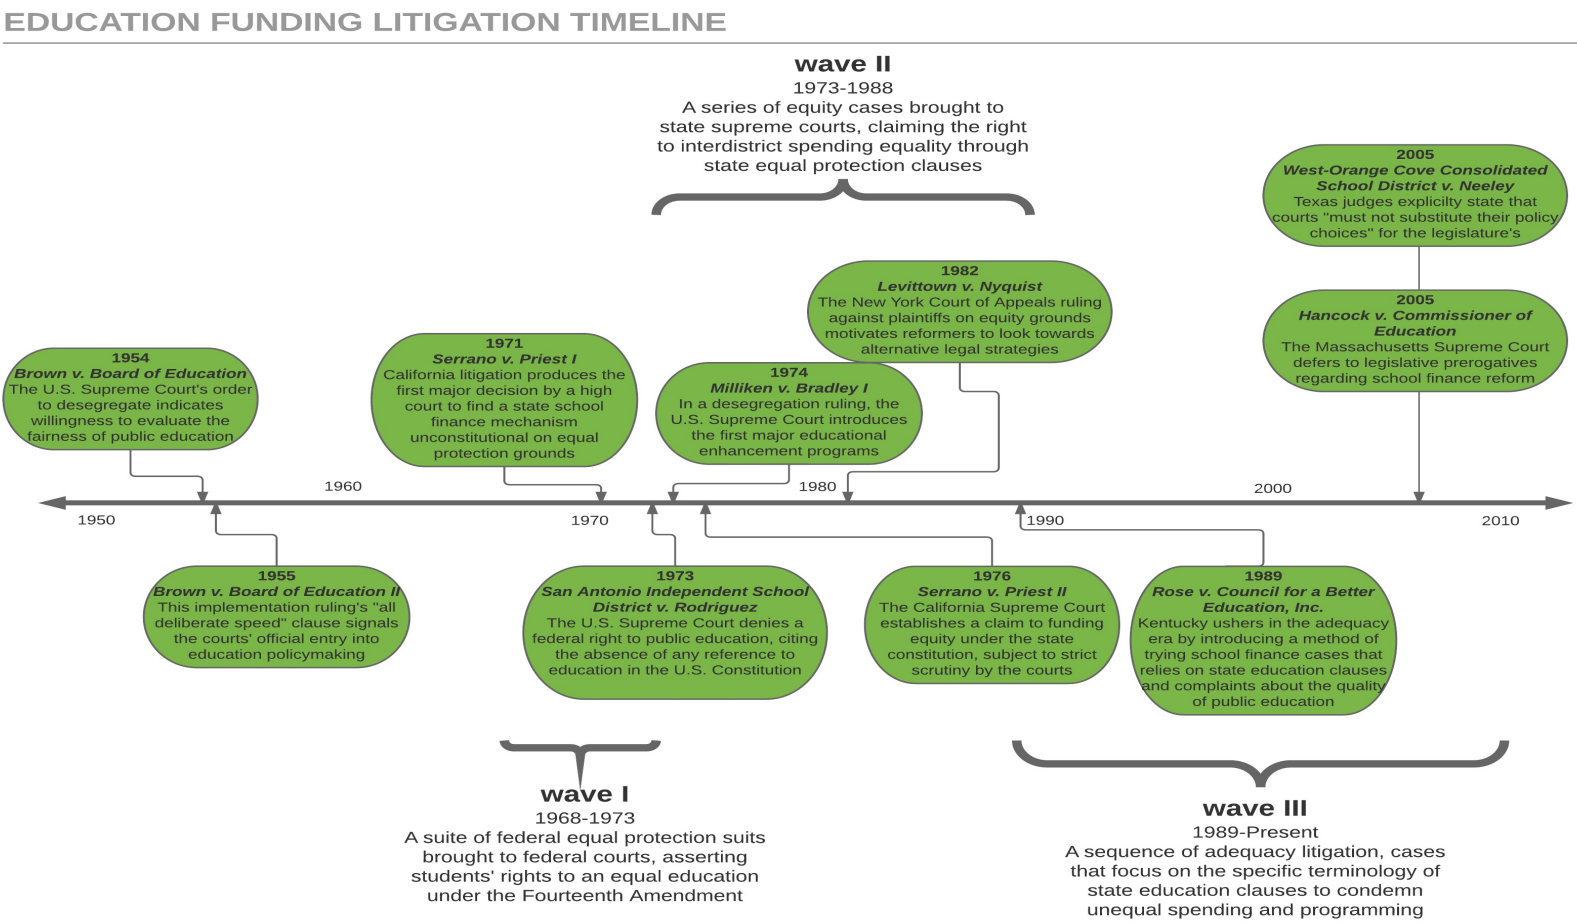 EDUCATION FUNDING LITIGATION TIMELINE
wave II
1973-1988
A series of equity cases brought to
state supreme courts, claiming the right
to interdistrict spending equality through
state equal protection clauses
2005
West-Orange Cove Consolidated
School District v. Neeley
Texas judges explicilty state that
courts "must not substitute their policy
choices" for the legislature's
1982
Levittown v. Nyquist
The New York Court of Appeals ruling
against plaintiffs on equity grounds
motivates reformers to look towards
alternative legal strategies
2005
Hancock v. Commissioner of
Education
The Massachusetts Supreme Court
defers to legislative prerogatives
regarding school finance reform
1954
Brown v. Board of Education
The U.S. Supreme Court's order
to desegregate indicates
willingness to evaluate the
fairness of public education
1971
Serrano v. Priest I
California litigation produces the
first major decision by a high
court to find a state school
finance mechanism
unconstitutional on equal
protection grounds
1974
Milliken v. Bradley I
In a desegregation ruling, the
U.S. Supreme Court introduces
the first major educational
enhancement programs
1960
1980
2000
1950
1970
1990
2010
1955
Brown v. Board of Education II
This implementation ruling's "all
deliberate speed" clause signals
the courts' official entry into
education policymaking
1973
San Antonio Independent School
District v. Rodriguez
The U.S. Supreme Court denies a
federal right to public education, citing
the absence of any reference to
education in the U.S. Constitution
1976
Serrano v. Priest II
The California Supreme Court
establishes a claim to funding
equity under the state
constitution, subject to strict
scrutiny by the courts
1989
Rose v. Council for a Better
Education, Inc.
Kentucky ushers in the adequacy
era by introducing a method of
trying school finance cases that
relies on state education clauses
and complaints about the quality
of public education
wave I
1968-1973
A suite of federal equal protection suits
brought to federal courts, asserting
students' rights to an equal education
under the Fourteenth Amendment
wave III
1989-Present
A sequence of adequacy litigation, cases
that focus on the specific terminology of
state education clauses to condemn
unequal spending and programming